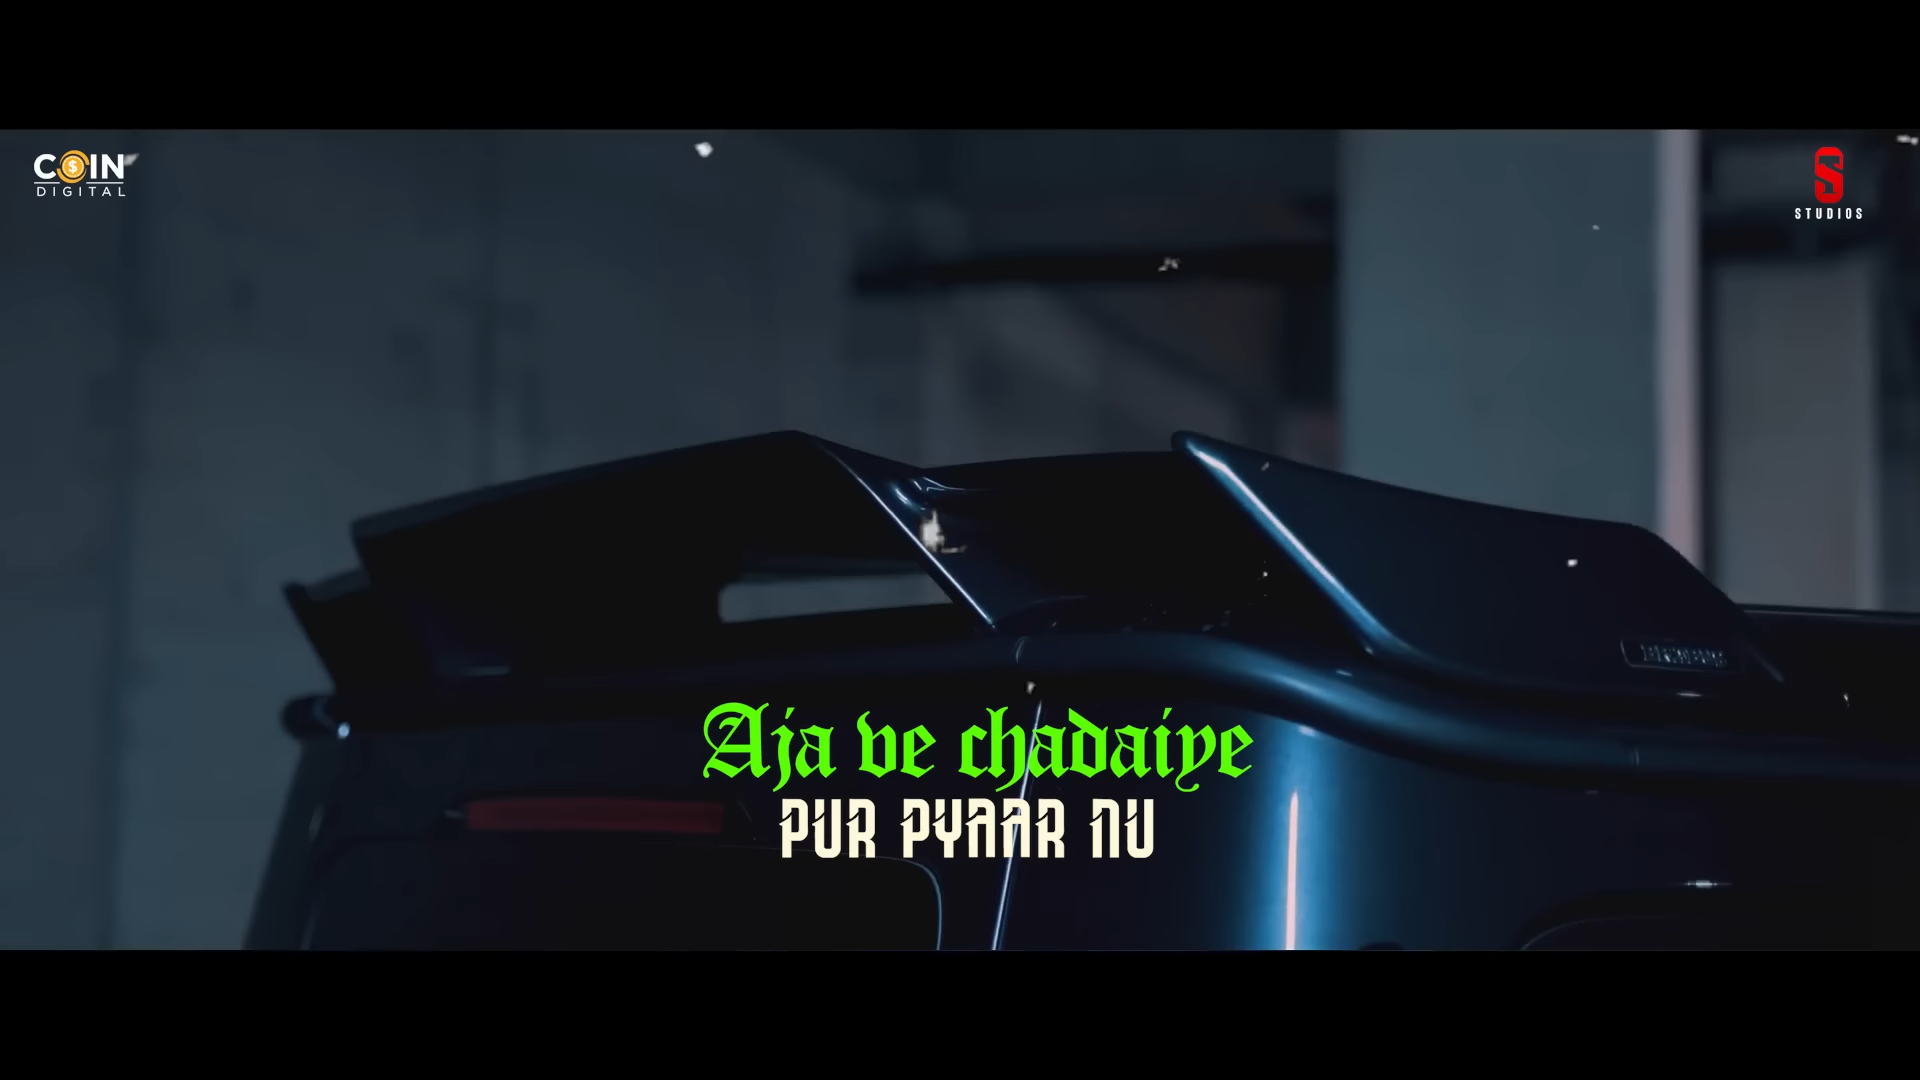 COIN
DIGITAL
S
STUDIOS
Aja ve chadaiye
PUR PYAAR NU